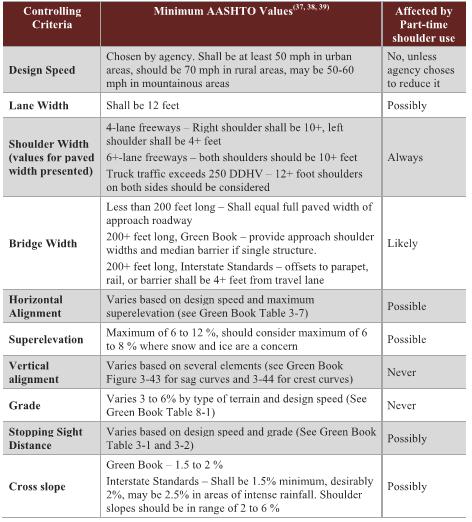 Controlling
Criteria
Minimum AASHTO Values(37, 38, 39)
Affected by
Part-time
shoulder use
Design Speed
Chosen by agency. Shall be at least 50 mph in urban
areas, should be 70 mph in rural areas, may be 50-60
mph in mountainous areas
No, unless
agency choses
to reduce it
Lane Width
Shall be 12 feet
Possibly
Shoulder Width
(values for paved
width presented)
4-lane freeways – Right shoulder shall be 10+, left
shoulder shall be 4+ feet
6+-lane freeways – both shoulders should be 10+ feet
Truck traffic exceeds 250 DDHV – 12+ foot shoulders
on both sides should be considered
Always
Bridge Width
Less than 200 feet long – Shall equal full paved width of
approach roadway
200+ feet long, Green Book – provide approach shoulder
widths and median barrier if single structure.
200+ feet long, Interstate Standards – offsets to parapet,
rail, or barrier shall be 4+ feet from travel lane
Likely
Horizontal
Alignment
Varies based on design speed and maximum
superelevation (see Green Book Table 3-7)
Possible
Superelevation
Maximum of 6 to 12 %, should consider maximum of 6
to 8 % where snow and ice are a concern
Possible
Vertical
alignment
Varies based on several elements (see Green Book
Figure 3-43 for sag curves and 3-44 for crest curves)
Never
Grade
Varies 3 to 6% by type of terrain and design speed (See
Green Book Table 8-1)
Never
Stopping Sight
Distance
Varies based on design speed and grade (See Green Book
Table 3-1 and 3-2)
Possibly
Cross slope
Green Book – 1.5 to 2 %
Interstate Standards – Shall be 1.5% minimum, desirably
2%, may be 2.5% in areas of intense rainfall. Shoulder
slopes should be in range of 2 to 6 %
Possibly